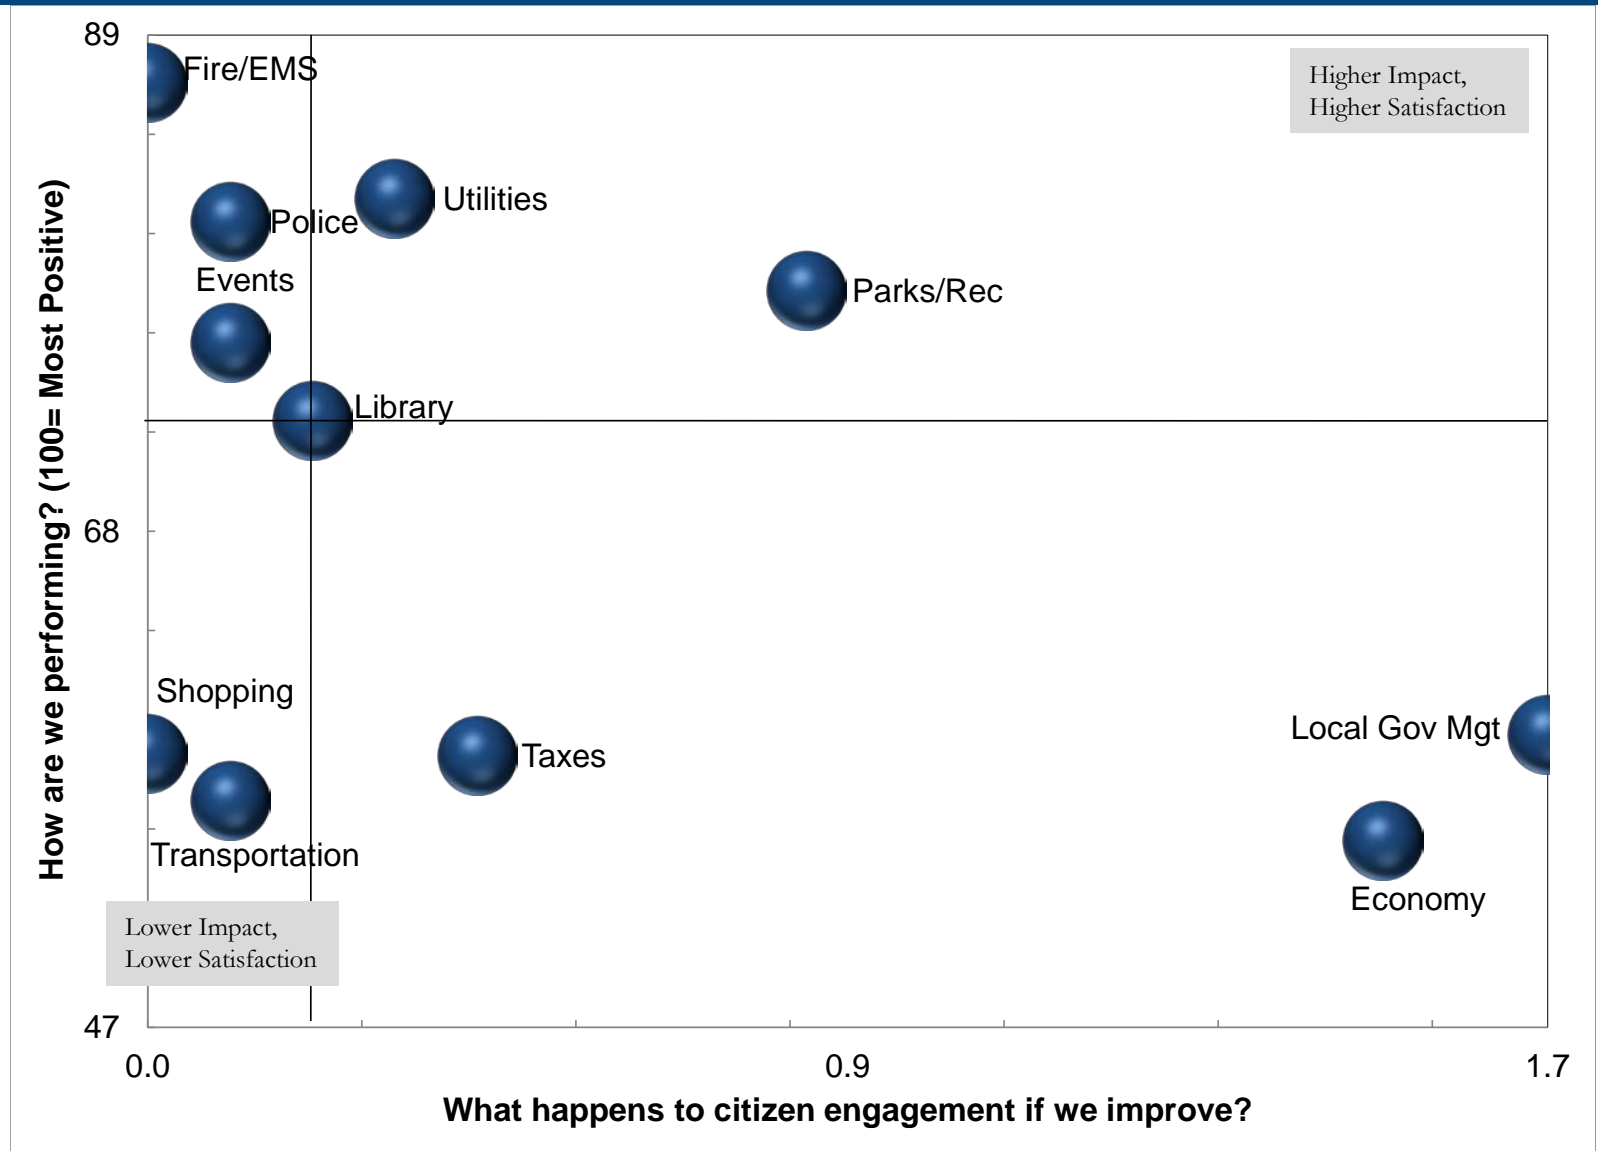 89
Fire/EMS
Higher Impact,
Higher Satisfaction
Utilities
Police
Events
Parks/Rec
Library
How are we performing? (100= Most Positive)
68
Shopping
Local Gov Mgt
Taxes
Transportation
Economy
Lower Impact,
Lower Satisfaction
47
0.0
0.9
1.7
What happens to citizen engagement if we improve?